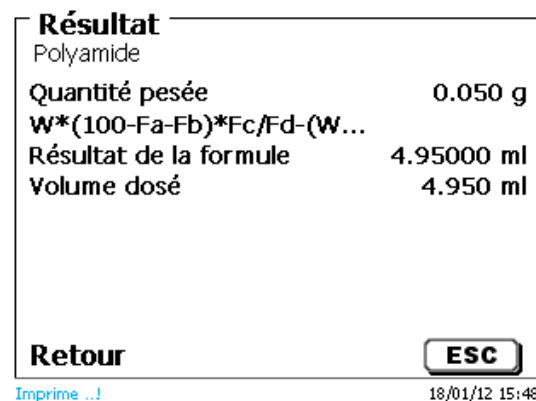 Résultat
Polyamide
Quantité pesée 0.050 g
W*(100-Fa-Fb)*Fc/Fd-(W...
Résultat de la formule 4.95000 ml
Volume dosé 4.950 ml
Retour ESC
Imprime ..! 18/01/12 15:48